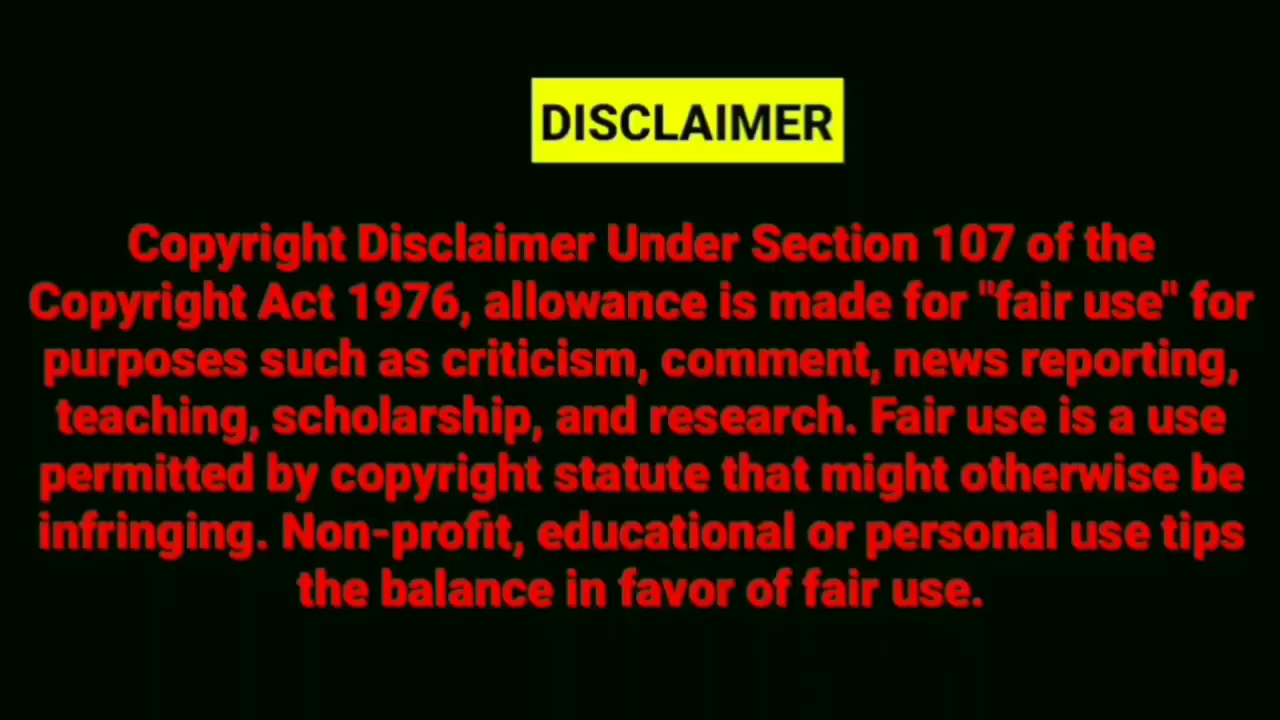 DISCLAIMER
Copyright Disclaimer Under Section 107 of the
Copyright Act 1976, allowance is made for "fair use" for
purposes such as criticism, comment, news reporting,
teaching, scholarship, and research. Fair use is a use
permitted by copyright statute that might otherwise be
infringing. Non-profit, educational or personal use tips
the balance in favor of fair use.